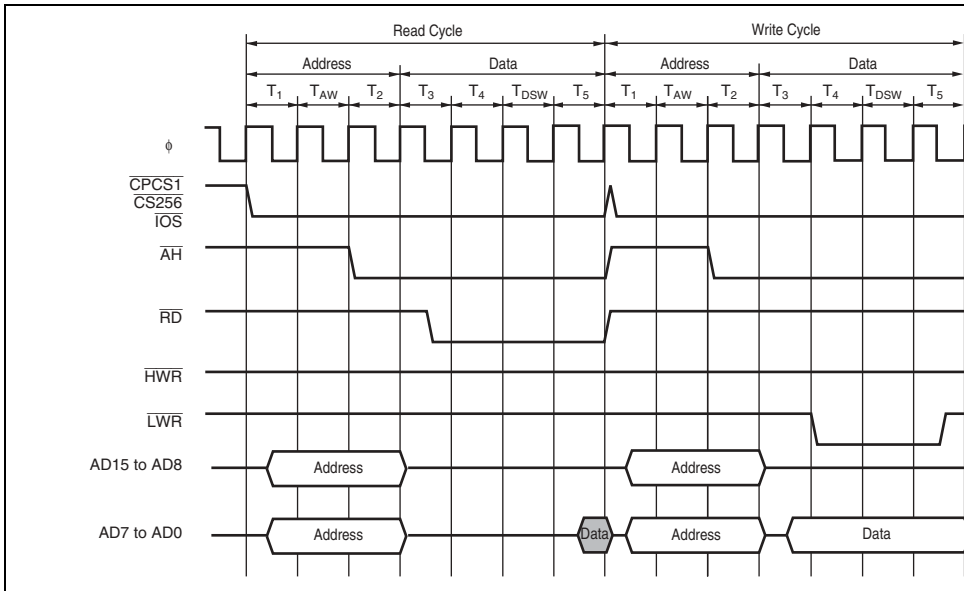 Read Cycle Write Cycle
Address Data Address Data
T1 TAW T2 T3 T4 TDSW T5 T1 TAW T2 T3 T4 TDSW T5
ϕ
CPCS1
CS256
IOS
AH
RD
HWR
LWR
AD15 to AD8 Address Address
AD7 to AD0 Address Data Address Data